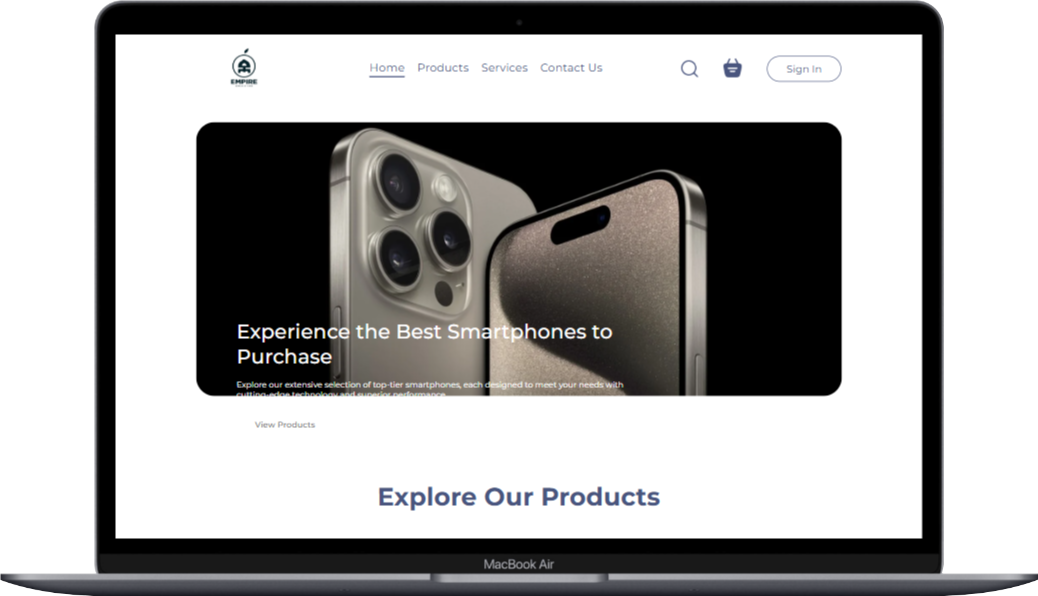 EMPIRE
Home Products Services Contact Us
Sign In
Experience the Best Smartphones to
Purchase
Explore our extensive selection of top-tier smartphones, each designed to meet your needs with
cutting-edge technology and superior performance
View Products
Explore Our Products
MacBook Air